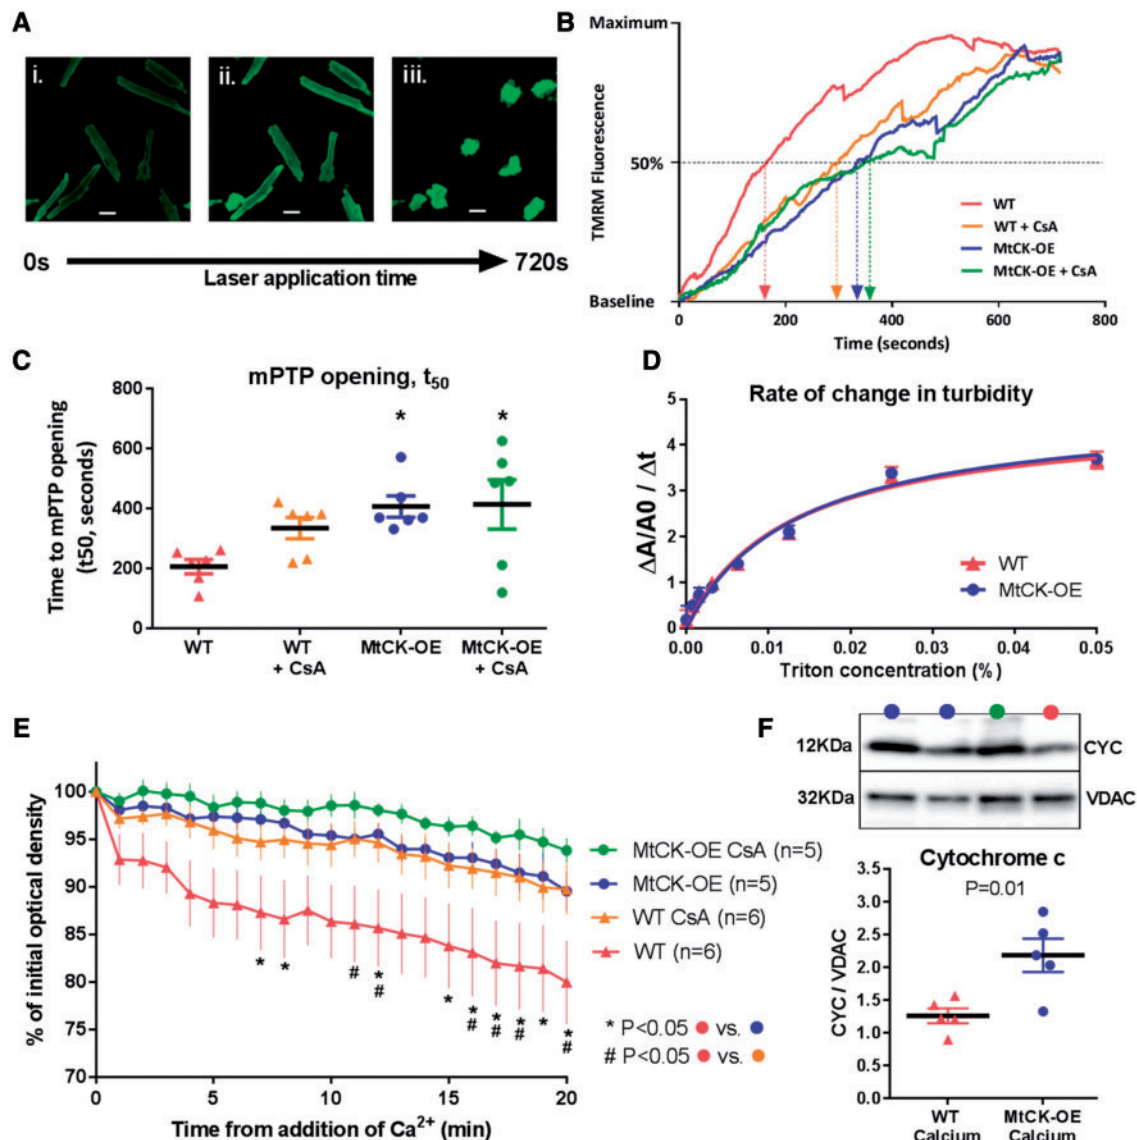 A
i.
ii.
iii.
0s
720s
Laser application time
B
Maximum
50%
Baseline
TMRM Fluorescence
WT
WT + CsA
MtCK-OE
MtCK-OE + CsA
0
200
400
600
800
Time (seconds)
C
mPTP opening, t50
Time to mPTP opening
(t50, seconds)
800
600
400
200
0
*
*
WT
WT
+ CsA
MtCK-OE
MtCK-OE
+ CsA
D
Rate of change in turbidity
ΔA/A0 / Δt
5
4
3
2
1
0
WT
MtCK-OE
0.00
0.01
0.02
0.03
0.04
0.05
Triton concentration (%)
E
% of initial optical density
100
95
90
85
80
75
70
MtCK-OE CsA (n=5)
MtCK-OE (n=5)
WT CsA (n=6)
WT (n=6)
* * # * # * * # * # * # * * #
* P<0.05 vs.
# P<0.05 vs.
0
5
10
15
20
Time from addition of Ca2+ (min)
F
12KDa
CYC
32KDa
VDAC
Cytochrome c
P=0.01
CYC / VDAC
3.5
3.0
2.5
2.0
1.5
1.0
0.5
0.0
WT
Calcium
MtCK-OE
Calcium